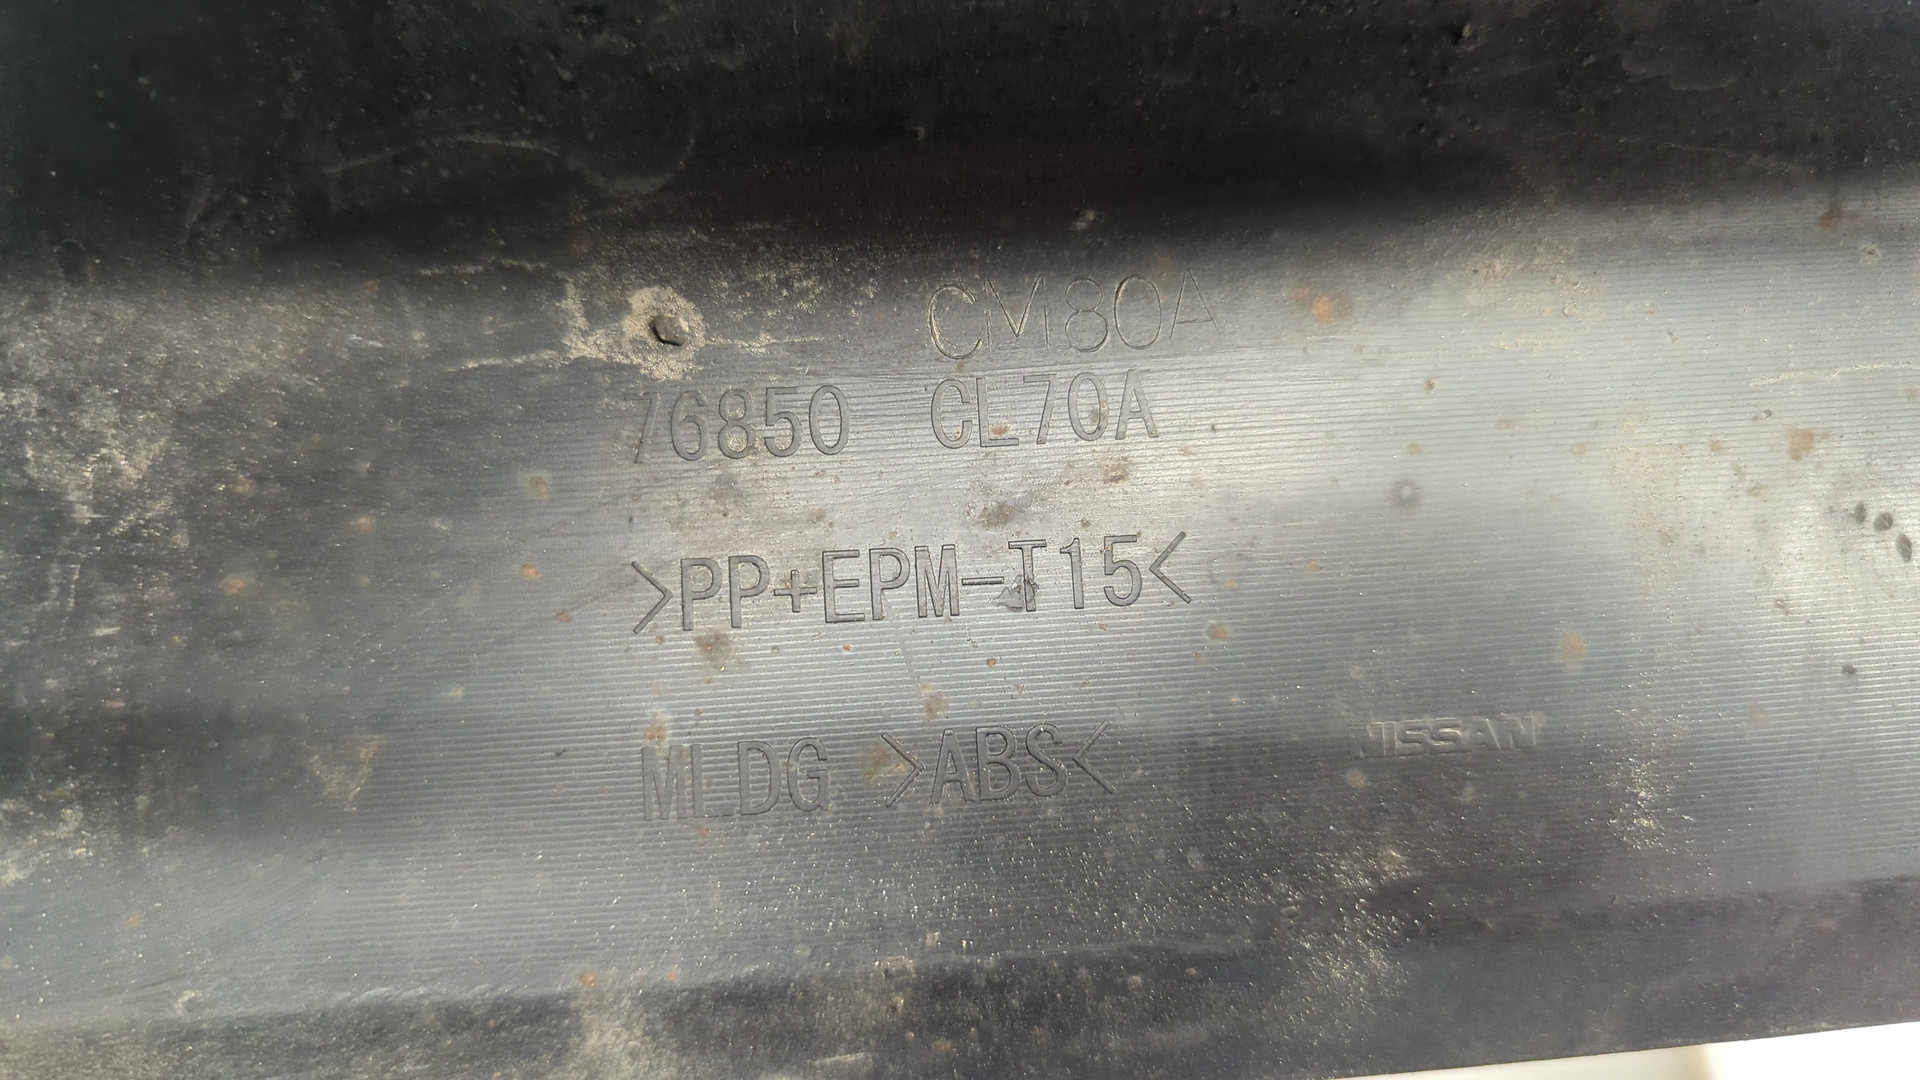 CM80A
76850 CL70A
>PP+EPM-T15<
MLDG >ABS<
NISSAN